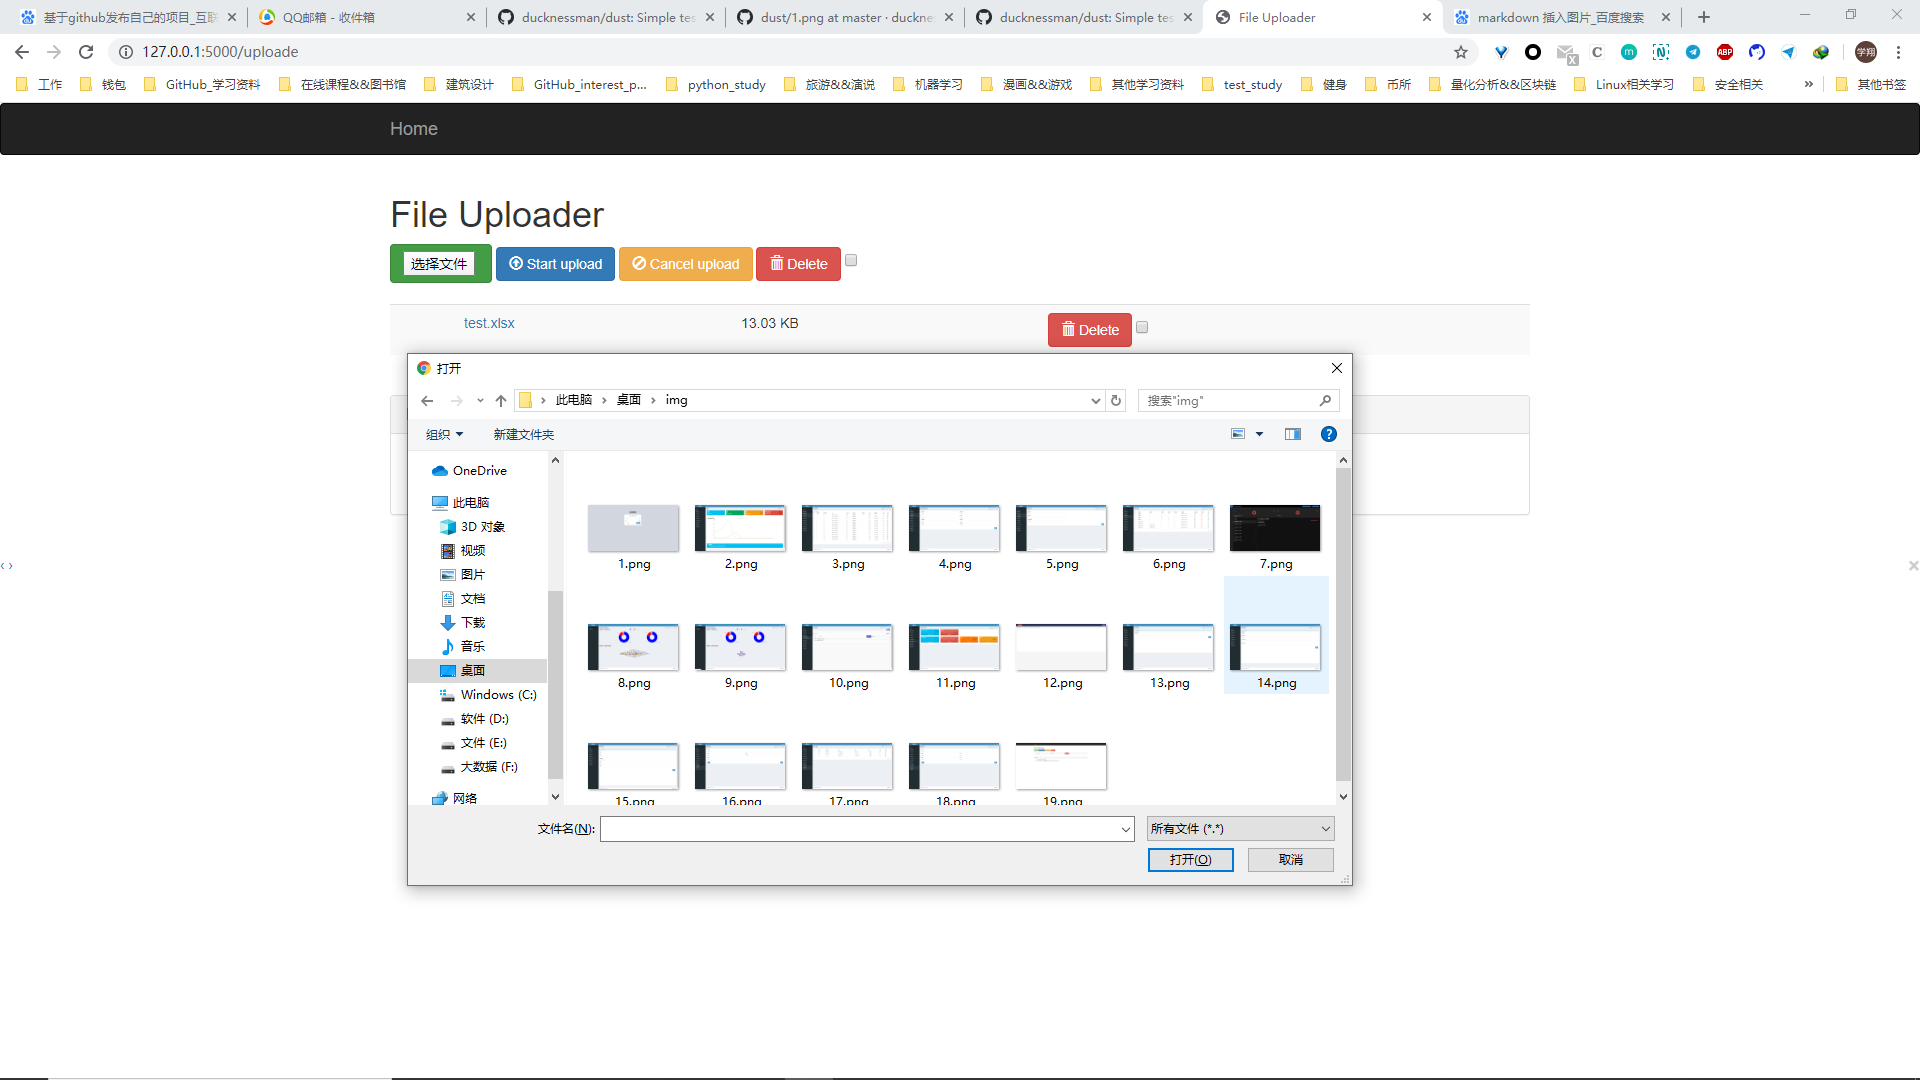 基于github发布自己的项目_互联
QQ邮箱 - 收件箱
ducknessman/dust: Simple tes
dust/1.png at master · duckne
ducknessman/dust: Simple tes
File Uploader
markdown 插入图片_百度搜索
127.0.0.1:5000/uploade
学翔
工作
钱包
GitHub_学习资料
在线课程&&图书馆
建筑设计
GitHub_interest_p...
python_study
旅游&&演说
机器学习
漫画&&游戏
其他学习资料
test_study
健身
币所
量化分析&&区块链
Linux相关学习
安全相关
»
其他书签
Home
File Uploader
选择文件
Start upload
Cancel upload
Delete
test.xlsx
13.03 KB
Delete
打开
此电脑 › 桌面 › img
搜索"img"
组织
新建文件夹
OneDrive
此电脑
3D 对象
视频
图片
文档
下载
音乐
桌面
Windows (C:)
软件 (D:)
文件 (E:)
大数据 (F:)
网络
1.png
2.png
3.png
4.png
5.png
6.png
7.png
8.png
9.png
10.png
11.png
12.png
13.png
14.png
15.png
16.png
17.png
18.png
19.png
文件名(N):
所有文件 (*.*)
打开(O)
取消